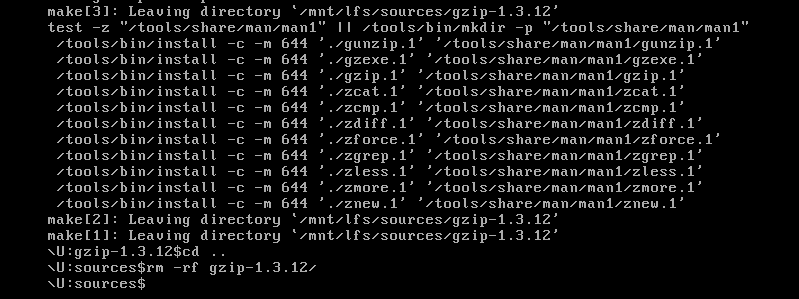 make[3]: Leaving directory `/mnt/lfs/sources/gzip-1.3.12'
test -z "/tools/share/man/man1" || /tools/bin/mkdir -p "/tools/share/man/man1"
/tools/bin/install -c -m 644 './gunzip.1' '/tools/share/man/man1/gunzip.1'
/tools/bin/install -c -m 644 './gzexe.1' '/tools/share/man/man1/gzexe.1'
/tools/bin/install -c -m 644 './gzip.1' '/tools/share/man/man1/gzip.1'
/tools/bin/install -c -m 644 './zcat.1' '/tools/share/man/man1/zcat.1'
/tools/bin/install -c -m 644 './zcmp.1' '/tools/share/man/man1/zcmp.1'
/tools/bin/install -c -m 644 './zdiff.1' '/tools/share/man/man1/zdiff.1'
/tools/bin/install -c -m 644 './zforce.1' '/tools/share/man/man1/zforce.1'
/tools/bin/install -c -m 644 './zgrep.1' '/tools/share/man/man1/zgrep.1'
/tools/bin/install -c -m 644 './zless.1' '/tools/share/man/man1/zless.1'
/tools/bin/install -c -m 644 './zmore.1' '/tools/share/man/man1/zmore.1'
/tools/bin/install -c -m 644 './znew.1' '/tools/share/man/man1/znew.1'
make[2]: Leaving directory `/mnt/lfs/sources/gzip-1.3.12'
make[1]: Leaving directory `/mnt/lfs/sources/gzip-1.3.12'
\U:gzip-1.3.12$cd ..
\U:sources$rm -rf gzip-1.3.12/
\U:sources$